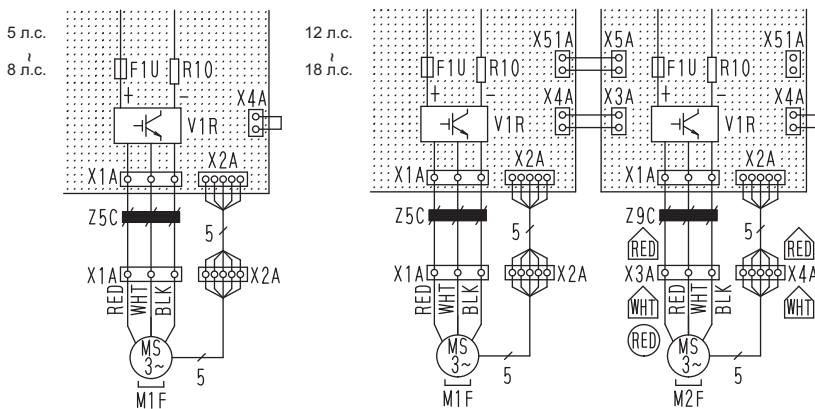 5 л.с.
≀
8 л.с.
F1U
R10
+
−
X4A
V1R
X1A
X2A
Z5C
5
X1A
X2A
RED
WHT
BLK
MS
3~
5
M1F
12 л.с.
≀
18 л.с.
X51A
X5A
F1U
R10
+
−
X4A
X3A
V1R
X1A
X2A
Z5C
5
X1A
X2A
RED
WHT
BLK
MS
3~
5
M1F
X51A
F1U
R10
+
−
X4A
V1R
X1A
X2A
Z9C
5
RED
RED
X3A
X4A
WHT
RED
WHT
BLK
WHT
RED
MS
3~
5
M2F